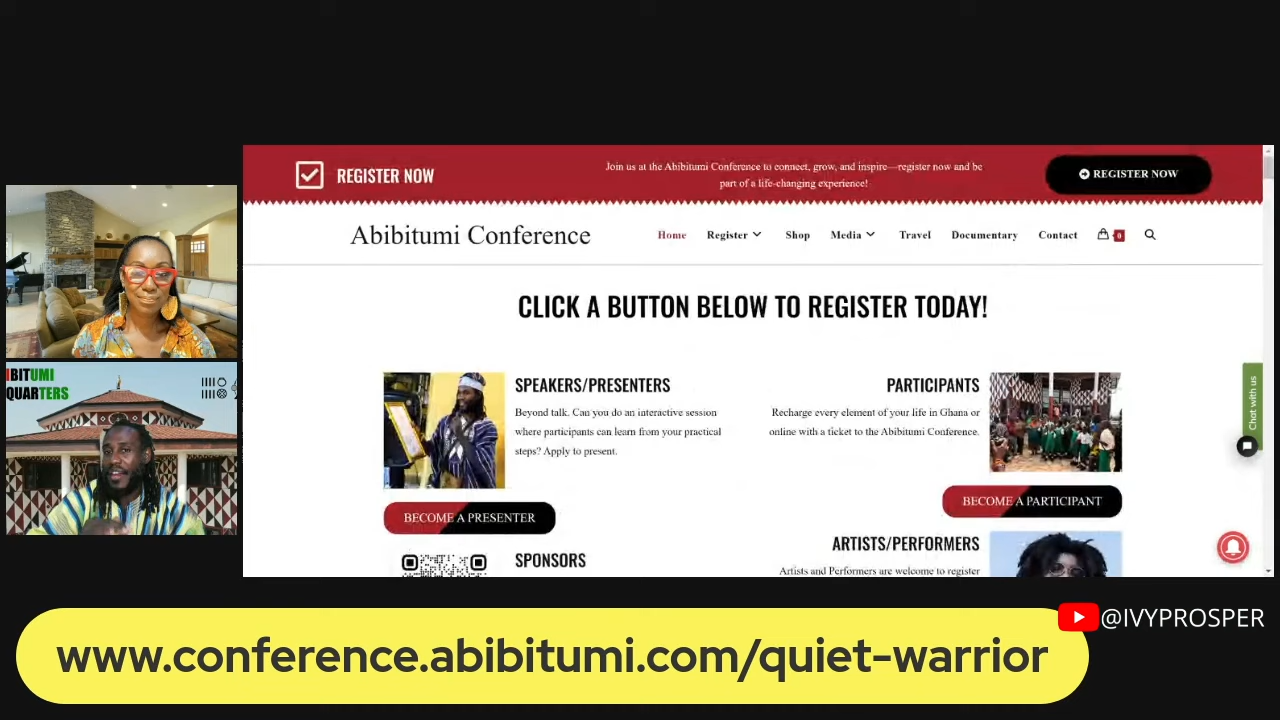 REGISTER NOW
Join us at the Abibitumi Conference to connect, grow, and inspire—register now and be
part of a life-changing experience!
REGISTER NOW
Abibitumi Conference
Home Register Shop Media Travel Documentary Contact 0
CLICK A BUTTON BELOW TO REGISTER TODAY!
SPEAKERS/PRESENTERS
Beyond talk. Can you do an interactive session
where participants can learn from your practical
steps? Apply to present.
BECOME A PRESENTER
PARTICIPANTS
Recharge every element of your life in Ghana or
online with a ticket to the Abibitumi Conference.
BECOME A PARTICIPANT
SPONSORS
ARTISTS/PERFORMERS
Artists and Performers are welcome to register
Chat with us
IBITUMI
QUARTERS
@IVYPROSPER
www.conference.abibitumi.com/quiet-warrior